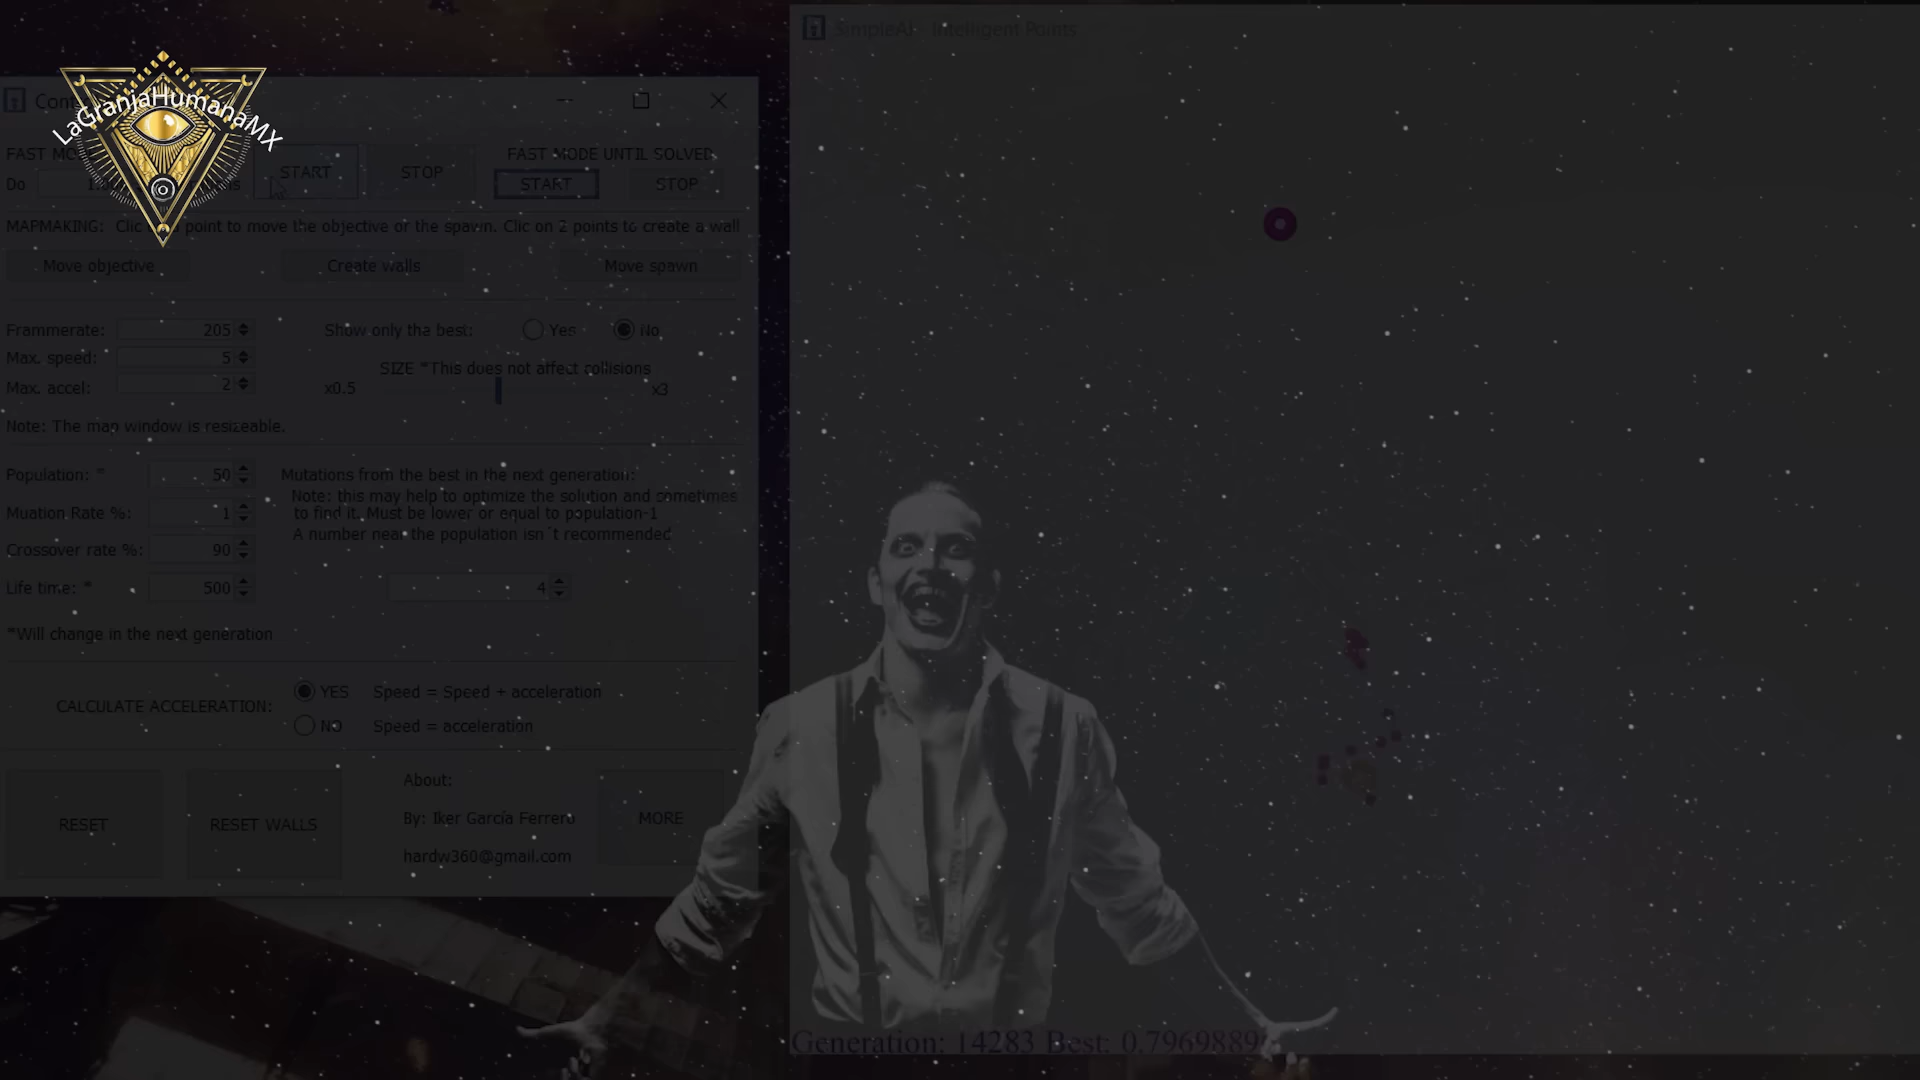 SimpleAI - Intelligent Points
LaGranjaHumanaMX
FAST MODE UNTIL SOLVED
Do
START
STOP
START
STOP
MAPMAKING: Clic point to move the objective or the spawn. Clic on 2 points to create a wall
Move objective
Create walls
Move spawn
Frammerate: 205
Show only the best: Yes No
Max. speed: 5
SIZE *This does not affect collisions
Max. accel: 2
x0.5
x3
Note: The map window is resizeable.
Population: * 50
Mutations from the best in the next generation:
Note: this may help to optimize the solution and sometimes
to find it. Must be lower or equal to population-1
A number near the population isn´t recommended
Muation Rate %: 1
Crossover rate %: 90
Life time: * 500
4
*Will change in the next generation
CALCULATE ACCELERATION:
YES Speed = Speed + acceleration
NO Speed = acceleration
RESET
RESET WALLS
About:
By: Iker García Ferrero
hardw360@gmail.com
MORE
Generation: 14283 Best: 0.7969889